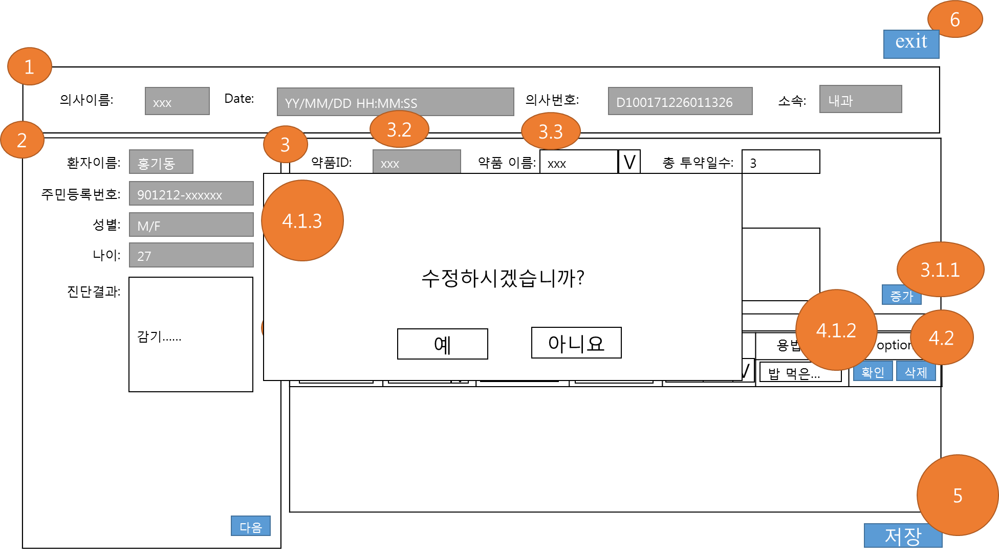 6
exit
1
의사이름:
xxx
Date:
YY/MM/DD HH:MM:SS
의사번호:
D100171226011326
소속:
내과
2
3
3.2
3.3
환자이름:
홍기동
약품ID:
xxx
약품 이름:
xxx
V
총 투약일수:
3
주민등록번호:
901212-xxxxxx
성별:
M/F
4.1.3
나이:
27
3.1.1
수정하시겠습니까?
진단결과:
증가
감기......
예
아니요
4.1.2
4.2
option
V
밥 먹은...
확인
삭제
5
다음
저장